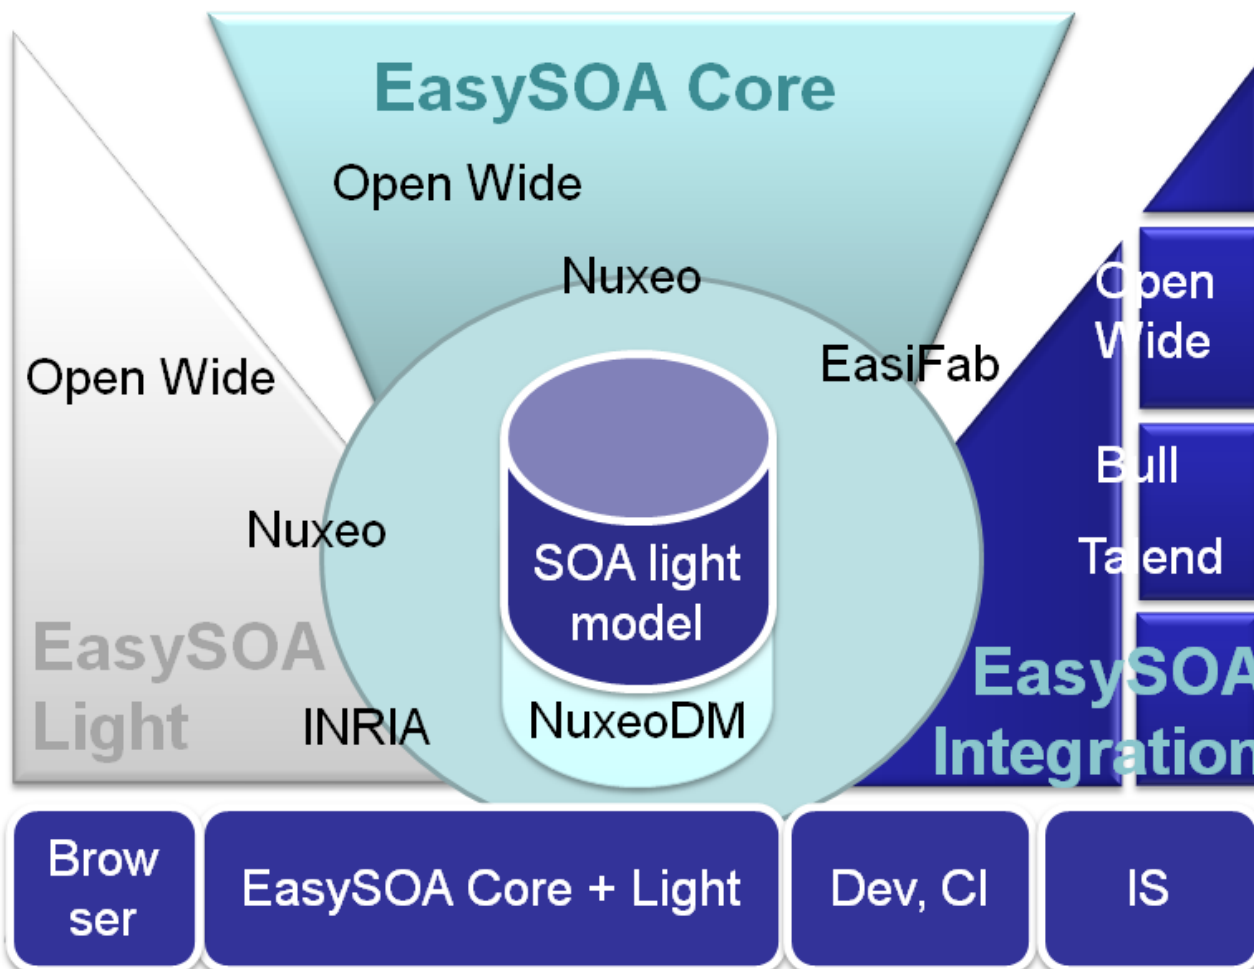 EasySOA Core
Open Wide
Nuxeo
EasiFab
Open
Wide
Open Wide
Bull
Nuxeo
Talend
SOA light
model
EasySOA
Light
INRIA
NuxeoDM
EasySOA
Integration
Brow
ser
EasySOA Core + Light
Dev, CI
IS